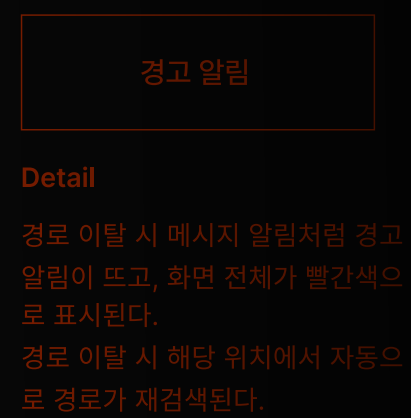 경고 알림
Detail
경로 이탈 시 메시지 알림처럼 경고
알림이 뜨고, 화면 전체가 빨간색으
로 표시된다.
경로 이탈 시 해당 위치에서 자동으
로 경로가 재검색된다.